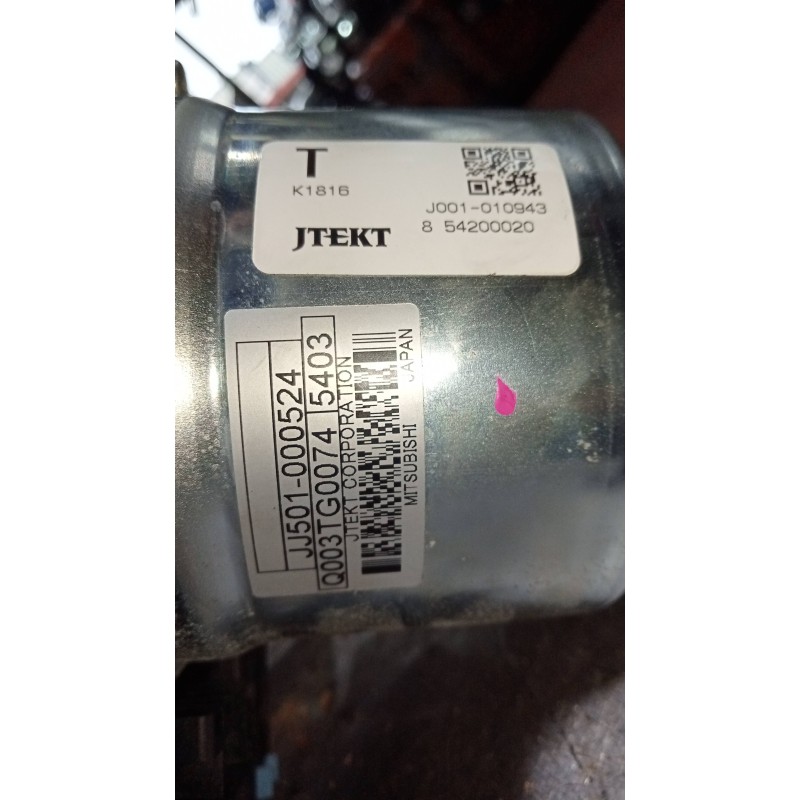 T
K1816
J001-010943
JTEKT
8 54200020
JJ501-000524
Q003TG0074 5403
JTEKT CORPORATION
MITSUBISHI JAPAN